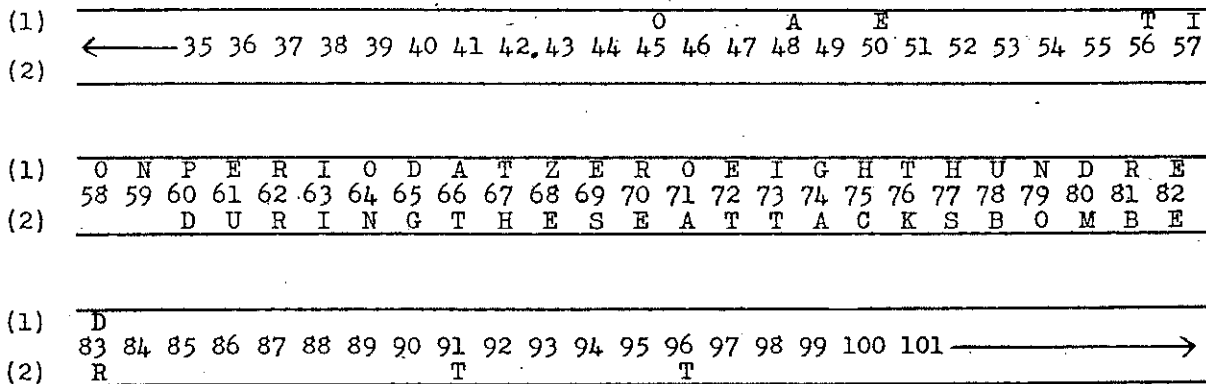 (1) O A E T I
← 35 36 37 38 39 40 41 42. 43 44 45 46 47 48 49 50 51 52 53 54 55 56 57
(2)
(1) O N P E R I O D A T Z E R O E I G H T H U N D R E
58 59 60 61 62 63 64 65 66 67 68 69 70 71 72 73 74 75 76 77 78 79 80 81 82
(2) D U R I N G T H E S E A T T A C K S B O M B E
(1) D
83 84 85 86 87 88 89 90 91 92 93 94 95 96 97 98 99 100 101 →
(2) R T T